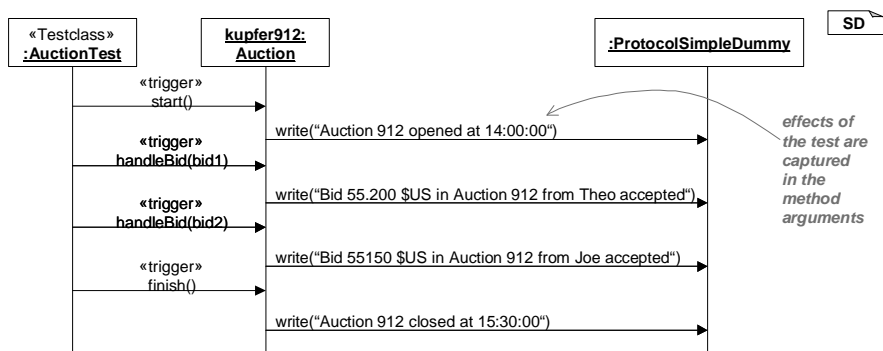 SD
«Testclass»
:AuctionTest
kupfer912:
Auction
:ProtocolSimpleDummy
«trigger»
start()
write(“Auction 912 opened at 14:00:00“)
effects of
the test are
captured
in the
method
arguments
«trigger»
handleBid(bid1)
write(“Bid 55.200 $US in Auction 912 from Theo accepted“)
«trigger»
handleBid(bid2)
write(“Bid 55150 $US in Auction 912 from Joe accepted“)
«trigger»
finish()
write(“Auction 912 closed at 15:30:00“)